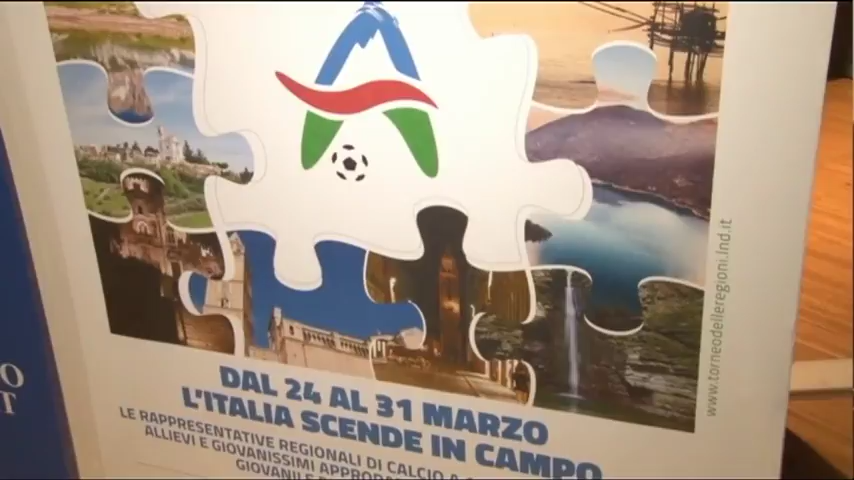 DAL 24 AL 31 MARZO
L'ITALIA SCENDE IN CAMPO
LE RAPPRESENTATIVE REGIONALI DI CALCIO A
ALLIEVI E GIOVANISSIMI
GIOVANILE
www.torneodelleregioni.lnd.it
O
T